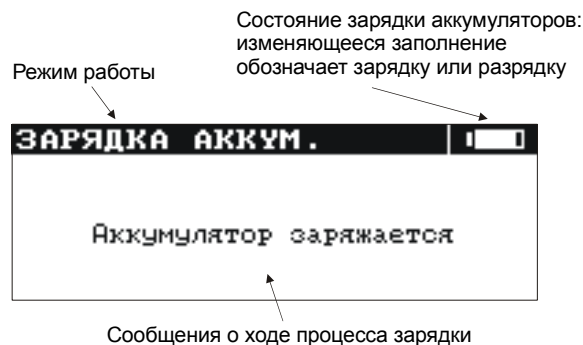 Состояние зарядки аккумуляторов:
изменяющееся заполнение
обозначает зарядку или разрядку
Режим работы
ЗАРЯДКА АККУМ.
Аккумулятор заряжается
Сообщения о ходе процесса зарядки